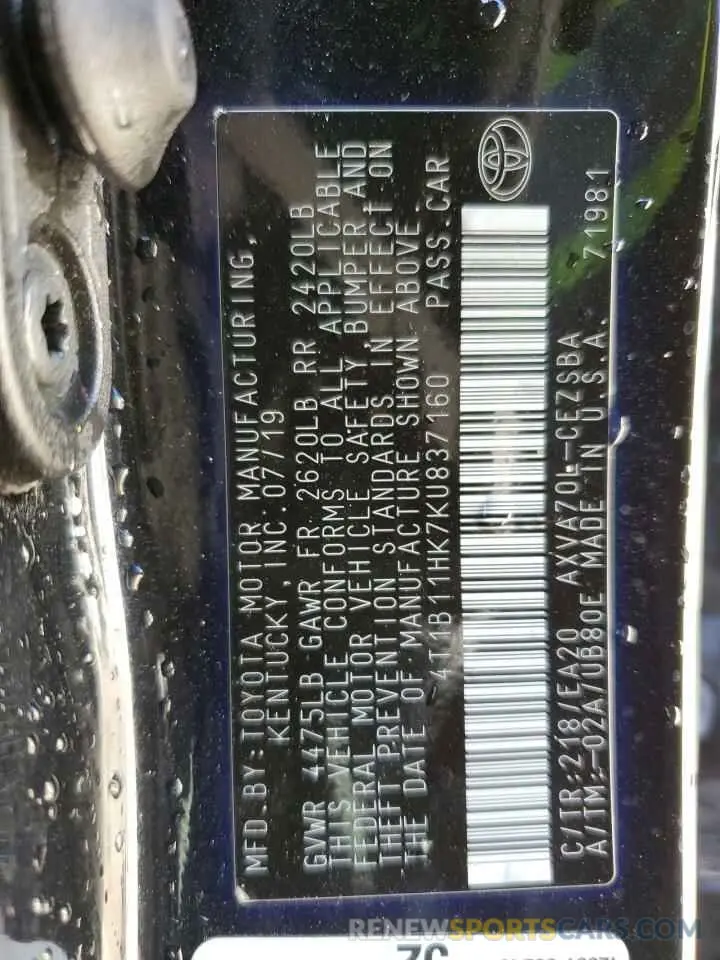 MFD.BY:TOYOTA MOTOR MANUFACTURING,
KENTUCKY, INC.07/19
GVWR 4475LB GAWR FR 2620LB RR 2420LB
THIS VEHICLE CONFORMS TO ALL APPLICABLE
FEDERAL MOTOR VEHICLE SAFETY,BUMPER AND
THEFT PREVENTION STANDARDS IN EFFECT ON
THE DATE OF MANUFACTURE SHOWN ABOVE.
4T1B11HK7KU837160 PASS.CAR
C/TR:218/EA20 AXVA70L-CEZSBA
A/TM:-02A/UB80E MADE IN U.S.A. 71981
RENEWSPORTSCARS.COM